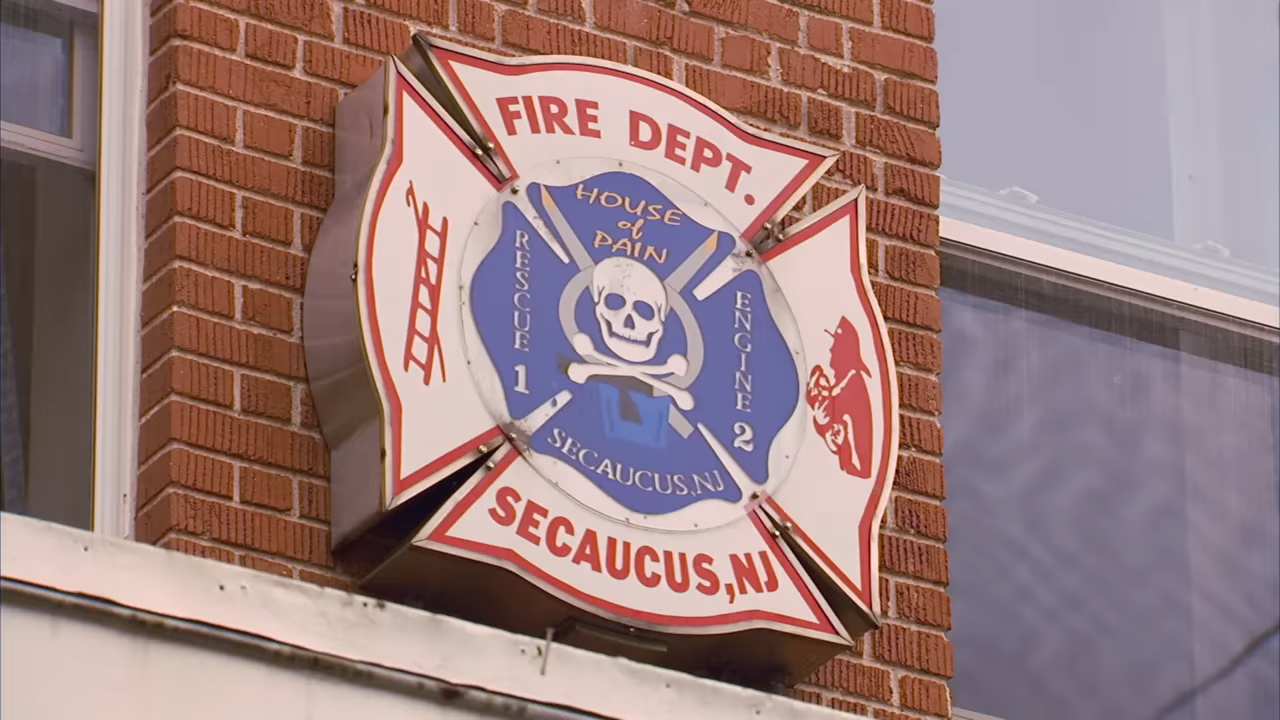 FIRE DEPT.
HOUSE
of
PAIN
RESCUE 1
ENGINE 2
SECAUCUS,NJ
SECAUCUS,NJ